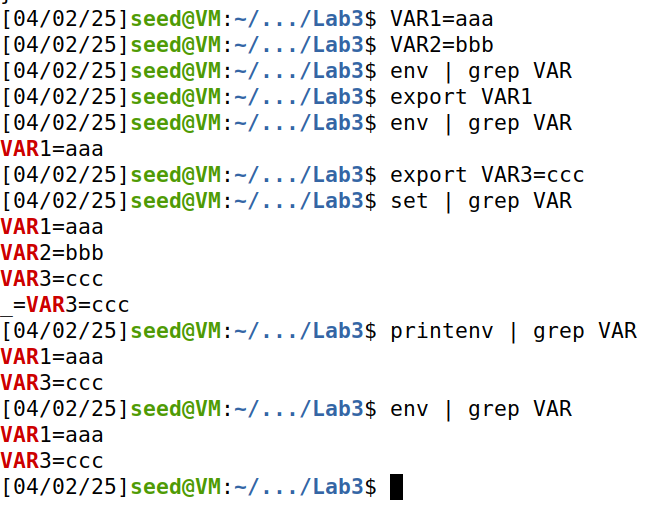 [04/02/25]seed@VM:~/.../Lab3$ VAR1=aaa
[04/02/25]seed@VM:~/.../Lab3$ VAR2=bbb
[04/02/25]seed@VM:~/.../Lab3$ env | grep VAR
[04/02/25]seed@VM:~/.../Lab3$ export VAR1
[04/02/25]seed@VM:~/.../Lab3$ env | grep VAR
VAR1=aaa
[04/02/25]seed@VM:~/.../Lab3$ export VAR3=ccc
[04/02/25]seed@VM:~/.../Lab3$ set | grep VAR
VAR1=aaa
VAR2=bbb
VAR3=ccc
_=VAR3=ccc
[04/02/25]seed@VM:~/.../Lab3$ printenv | grep VAR
VAR1=aaa
VAR3=ccc
[04/02/25]seed@VM:~/.../Lab3$ env | grep VAR
VAR1=aaa
VAR3=ccc
[04/02/25]seed@VM:~/.../Lab3$